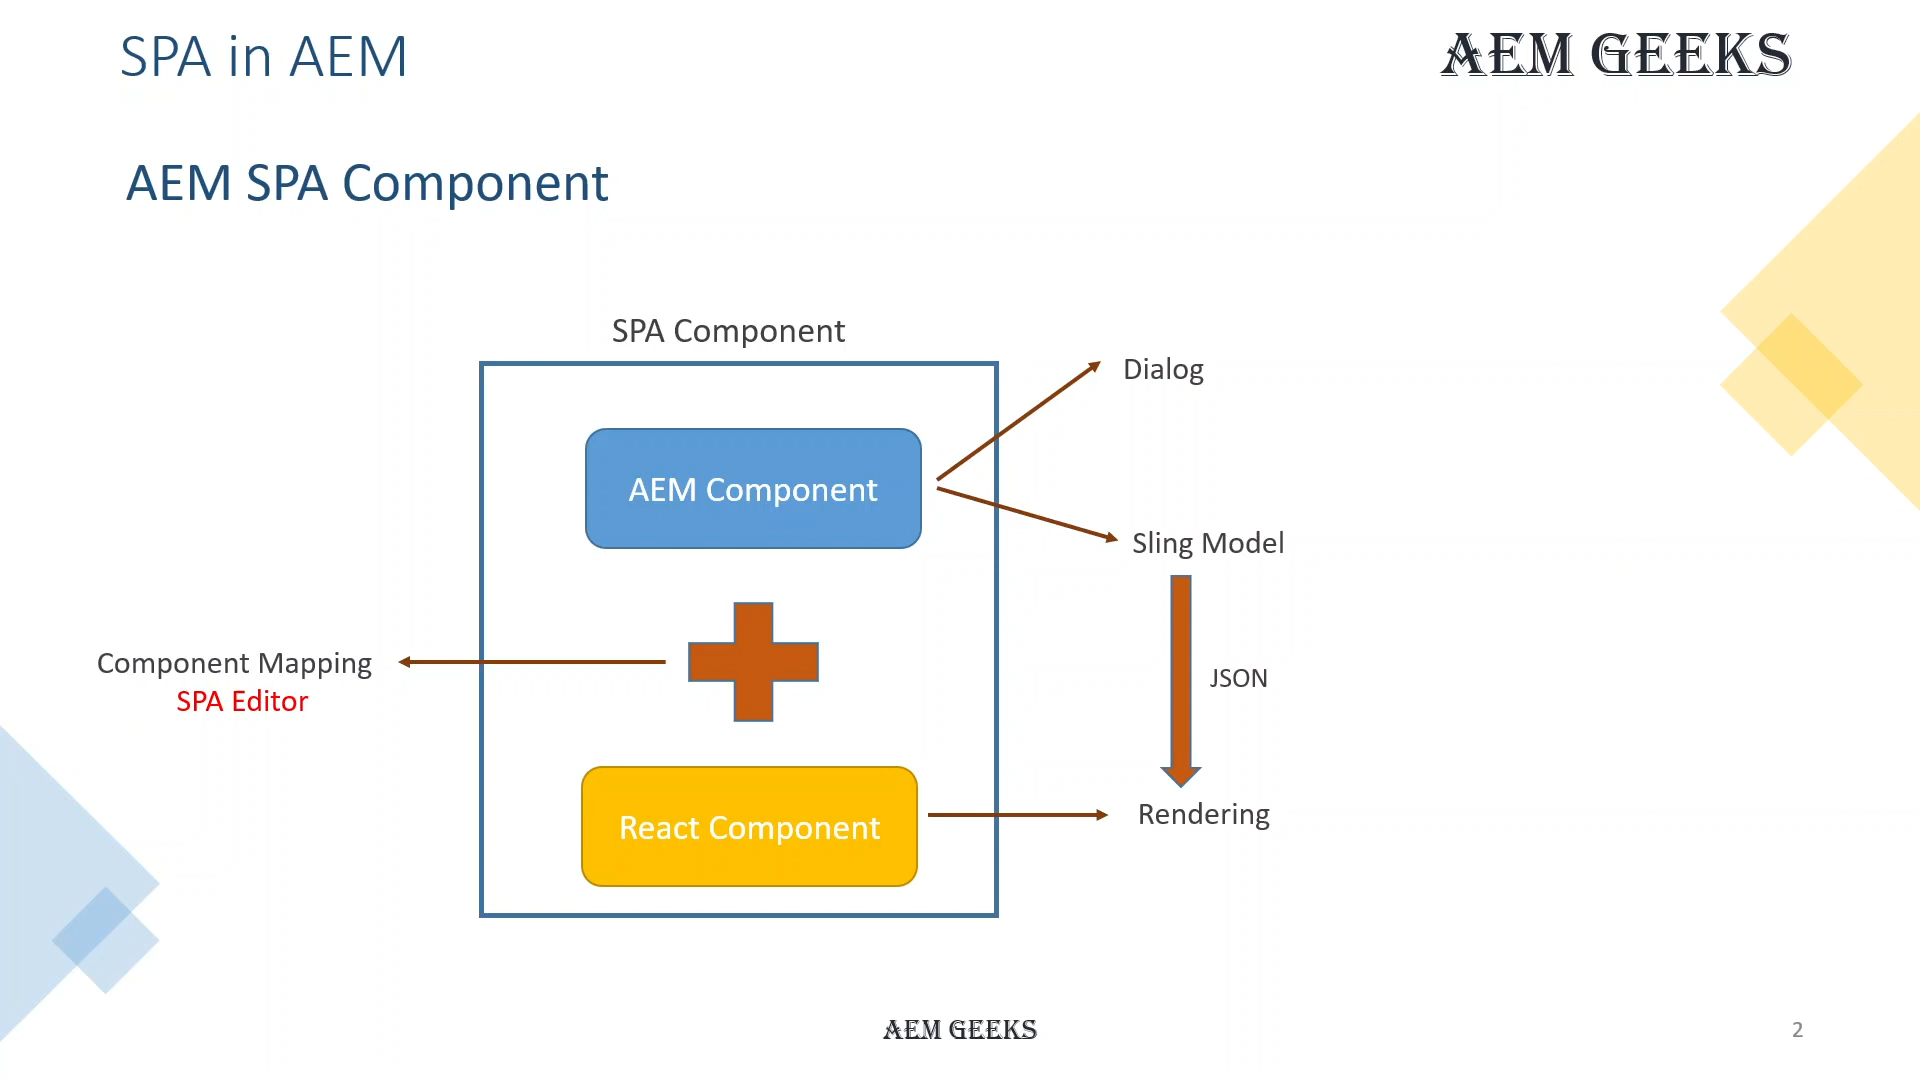 SPA in AEM
AEM GEEKS
AEM SPA Component
SPA Component
Dialog
AEM Component
Sling Model
Component Mapping
SPA Editor
JSON
React Component
Rendering
AEM GEEKS
2